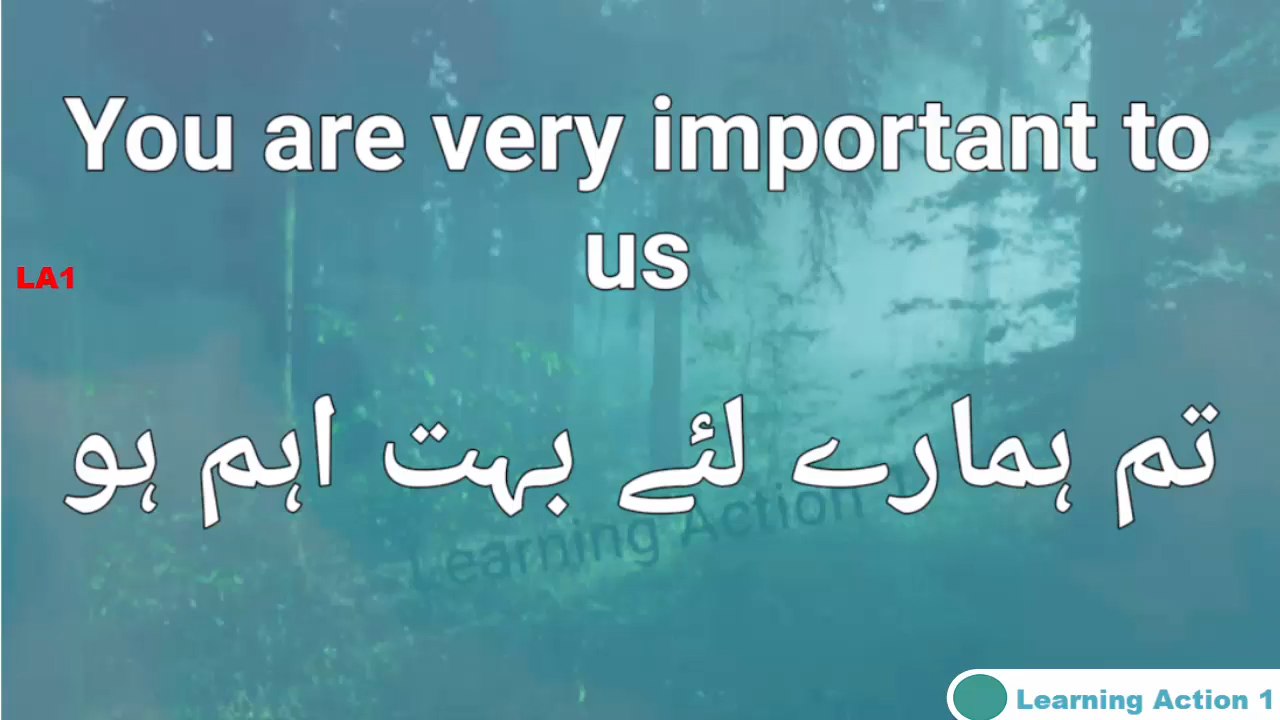 You are very important to
us
LA1
تم ہمارے لئے بہت اہم ہو
Learning Action 1
Learning Action 1